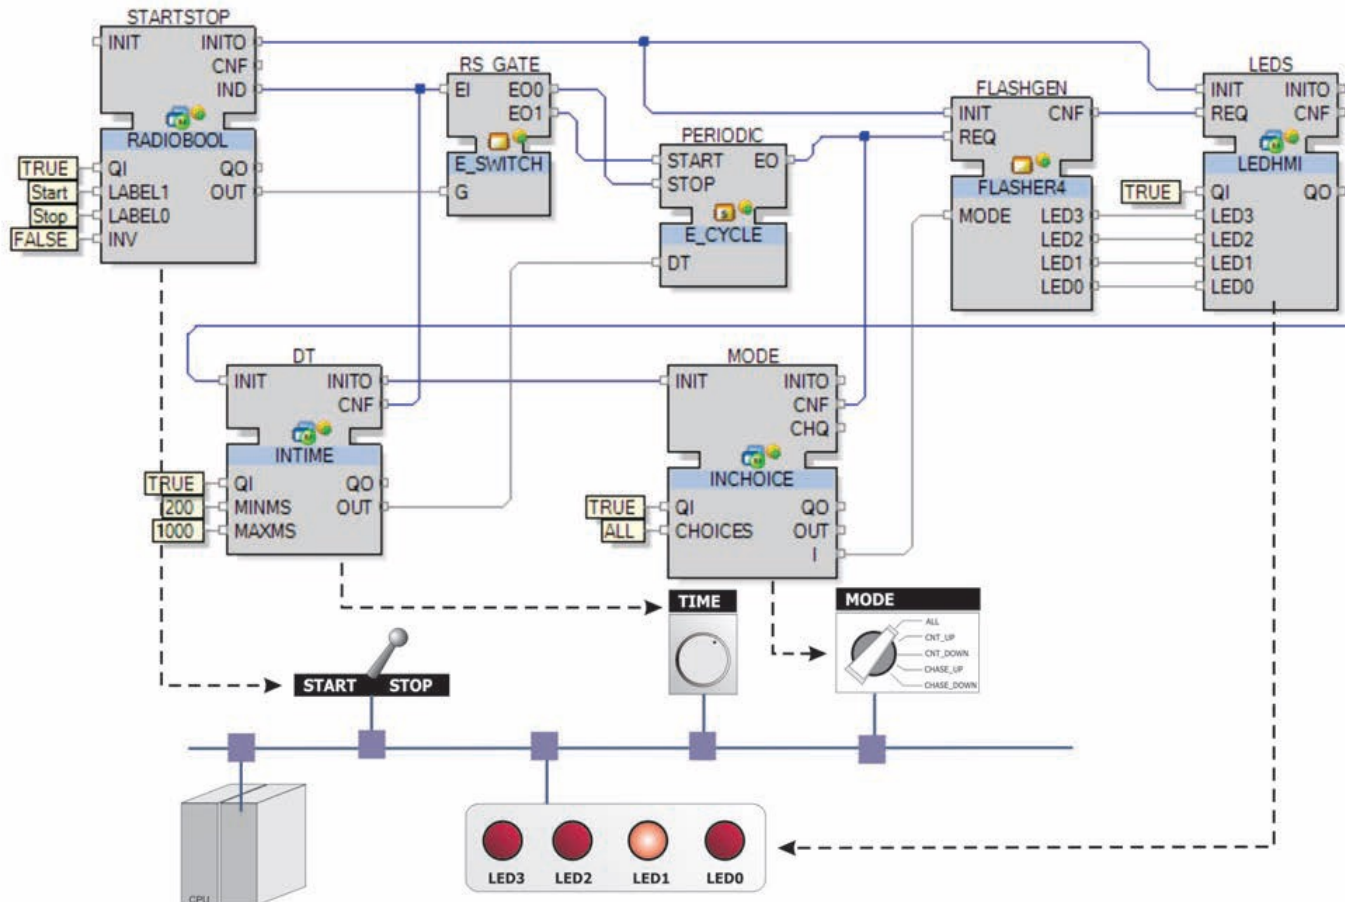 STARTSTOP
INIT INITO
CNF
IND
RADIOBOOL
TRUE QI QO
Start LABEL1 OUT
Stop LABEL0
FALSE INV
RS_GATE
EI EO0
EO1
E_SWITCH
G
PERIODIC
START EO
STOP
E_CYCLE
DT
FLASHGEN
INIT CNF
REQ
FLASHER4
MODE LED3
LED2
LED1
LED0
LEDS
INIT INITO
REQ CNF
LEDHMI
TRUE QI QO
LED3
LED2
LED1
LED0
DT
INIT INITO
CNF
INTIME
TRUE QI QO
200 MINMS OUT
1000 MAXMS
MODE
INIT INITO
CNF
CHQ
INCHOICE
TRUE QI QO
ALL CHOICES OUT
I
TIME
MODE
ALL
CNT_UP
CNT_DOWN
CHASE_UP
CHASE_DOWN
START STOP
CPU
LED3 LED2 LED1 LED0